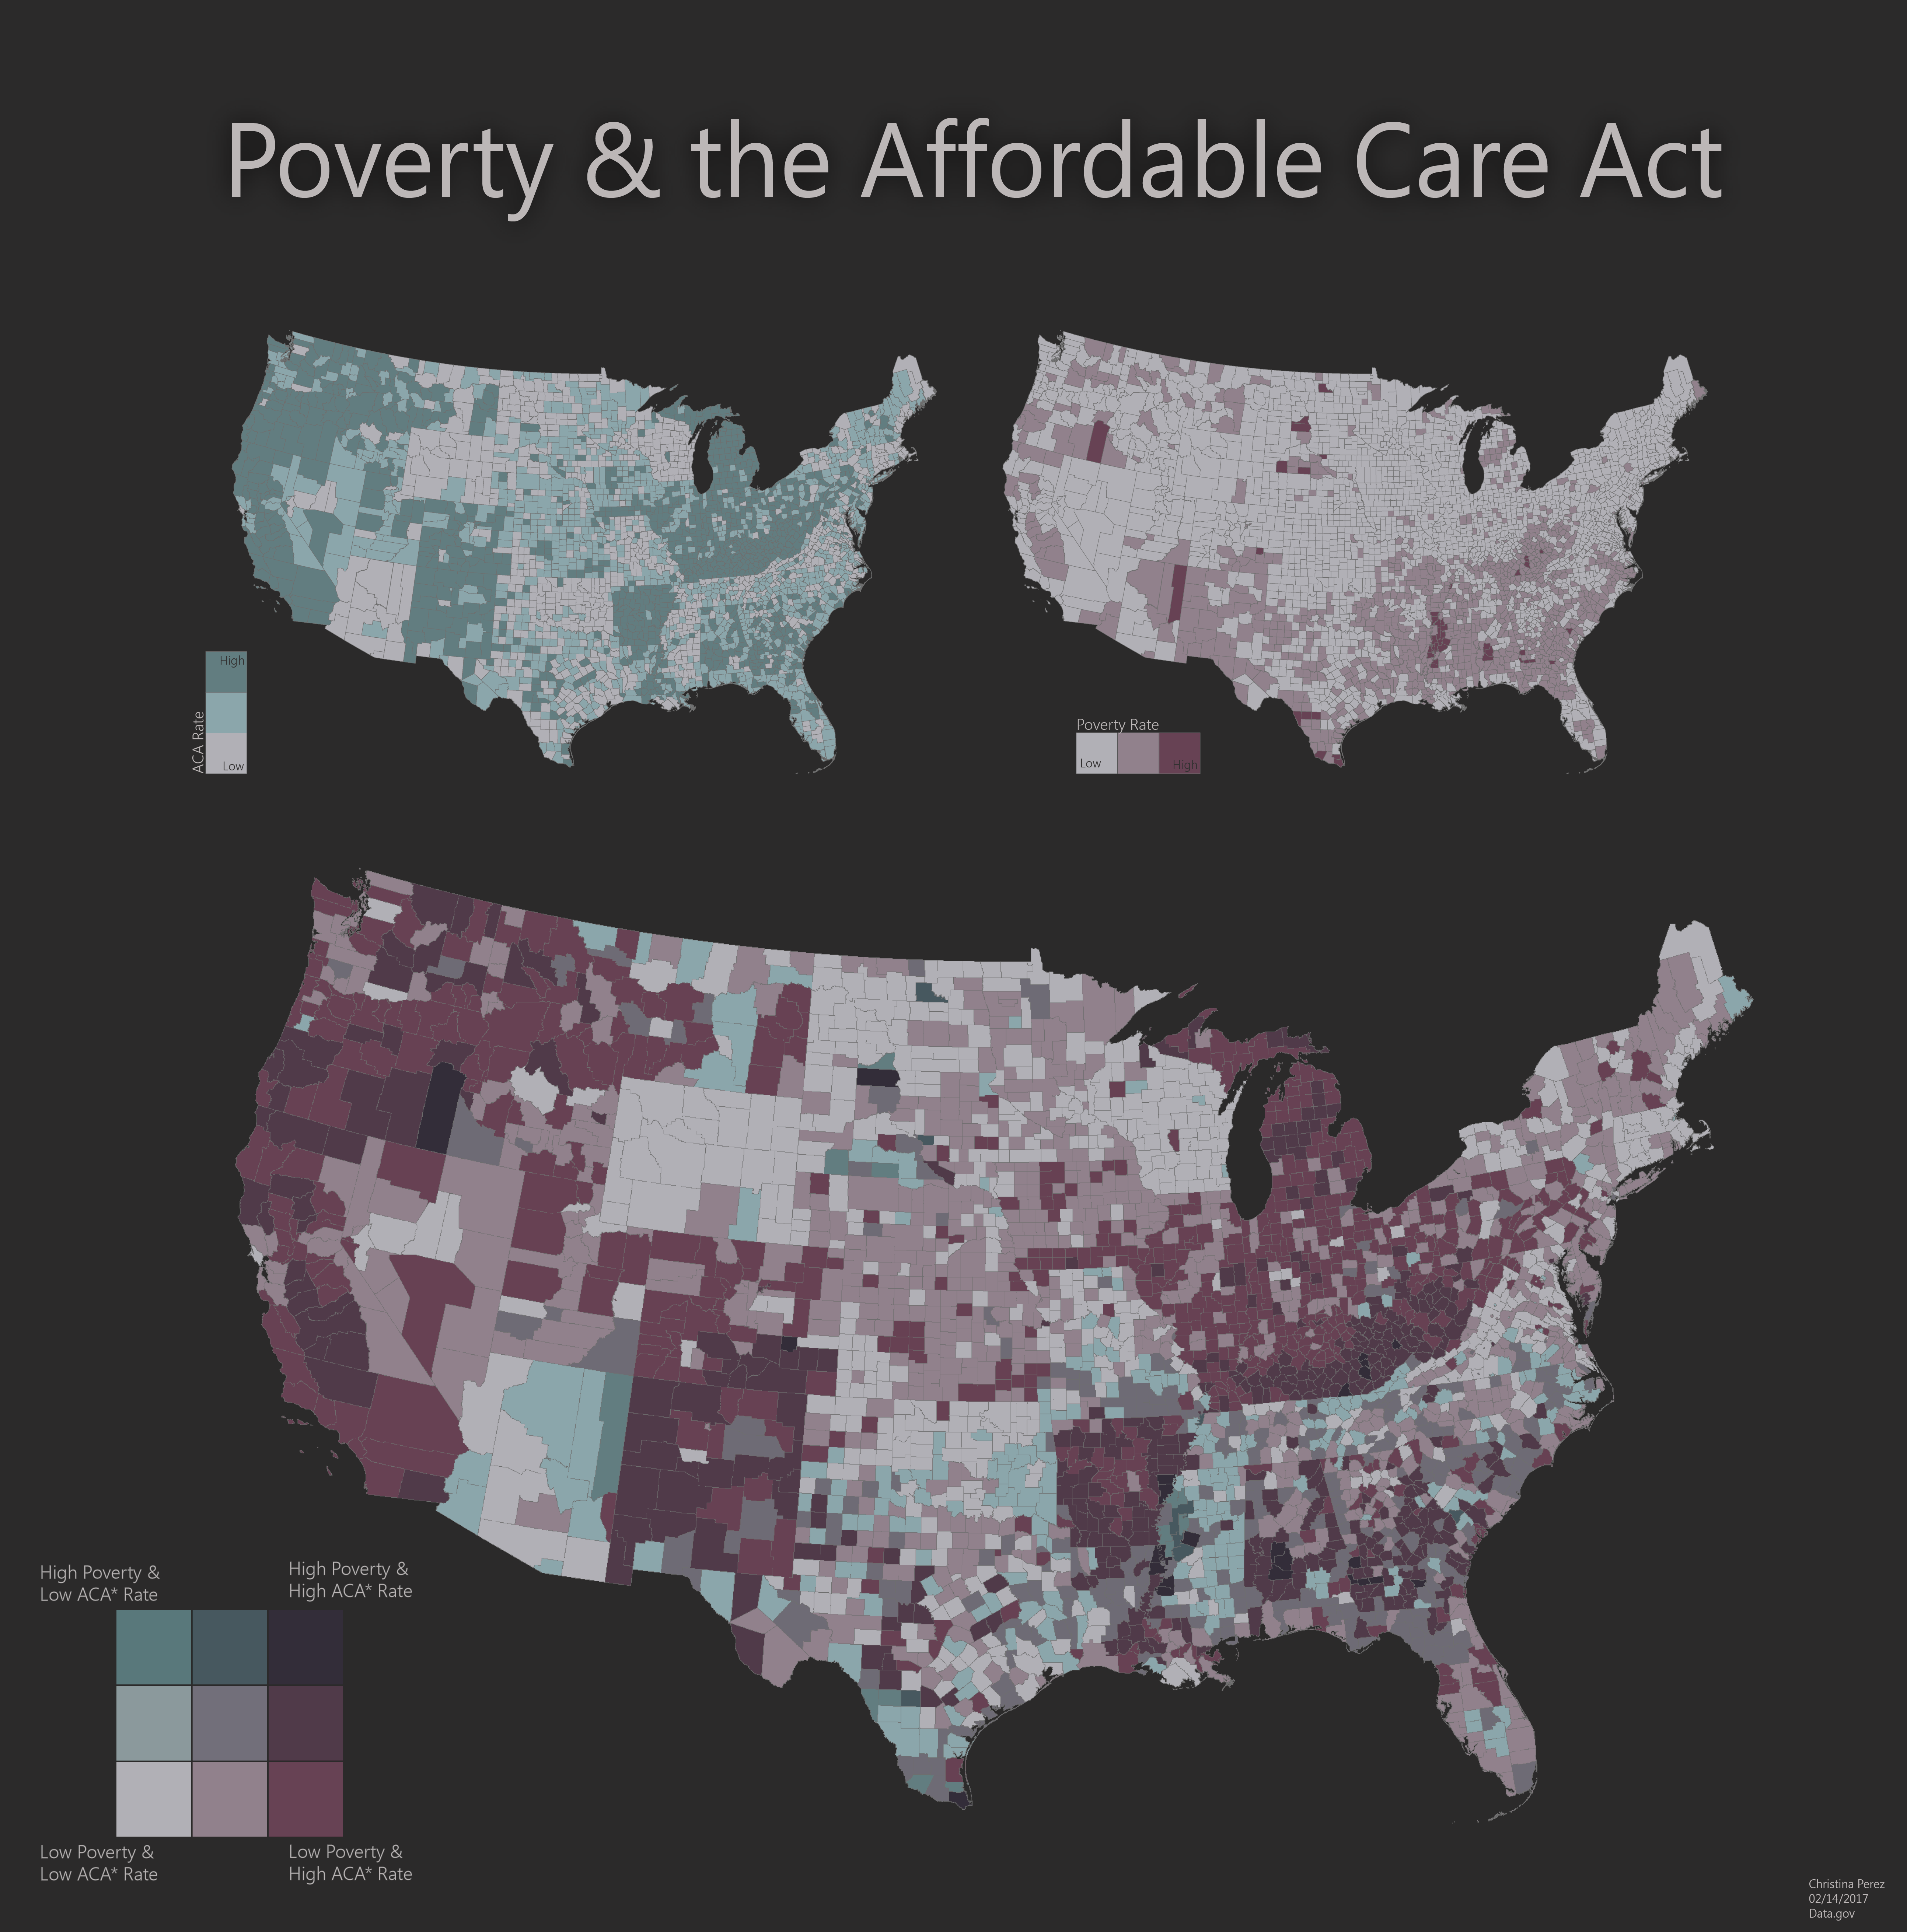 Poverty & the Affordable Care Act
High
ACA Rate
Low
Poverty Rate
Low
High
High Poverty &
Low ACA* Rate
High Poverty &
High ACA* Rate
Low Poverty &
Low ACA* Rate
Low Poverty &
High ACA* Rate
Christina Perez
02/14/2017
Data.gov